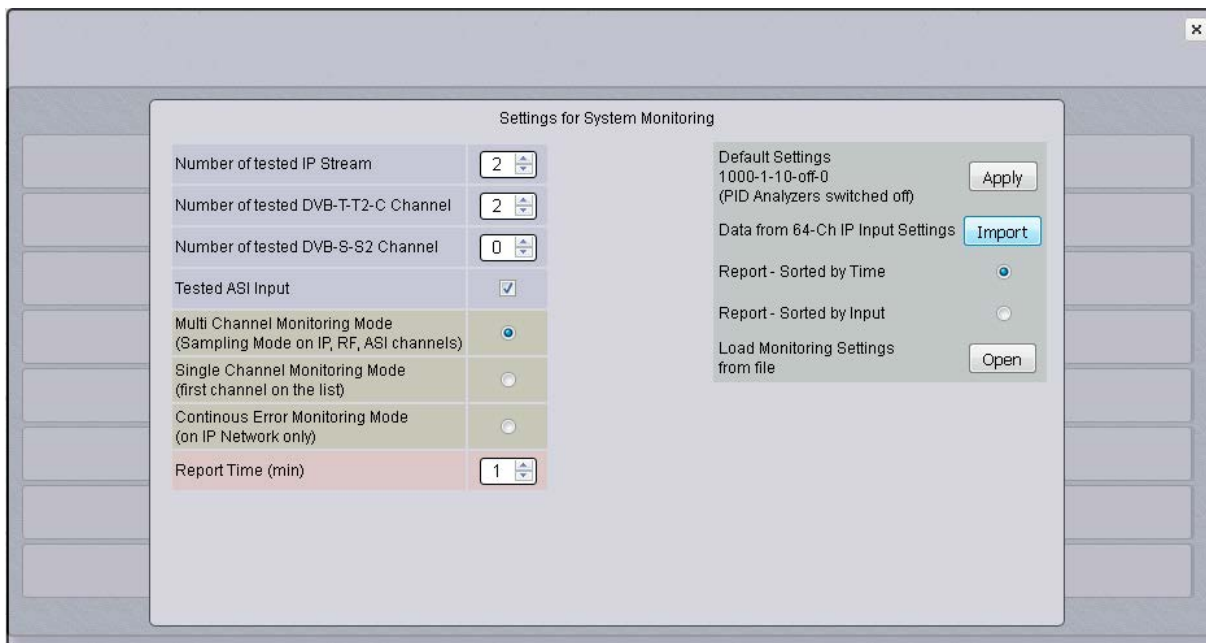 Settings for System Monitoring
Number of tested IP Stream
2
Number of tested DVB-T-T2-C Channel
2
Number of tested DVB-S-S2 Channel
0
Tested ASI Input
Multi Channel Monitoring Mode
(Sampling Mode on IP, RF, ASI channels)
Single Channel Monitoring Mode
(first channel on the list)
Continous Error Monitoring Mode
(on IP Network only)
Report Time (min)
1
Default Settings
1000-1-10-off-0
(PID Analyzers switched off)
Apply
Data from 64-Ch IP Input Settings
Import
Report - Sorted by Time
Report - Sorted by Input
Load Monitoring Settings
from file
Open